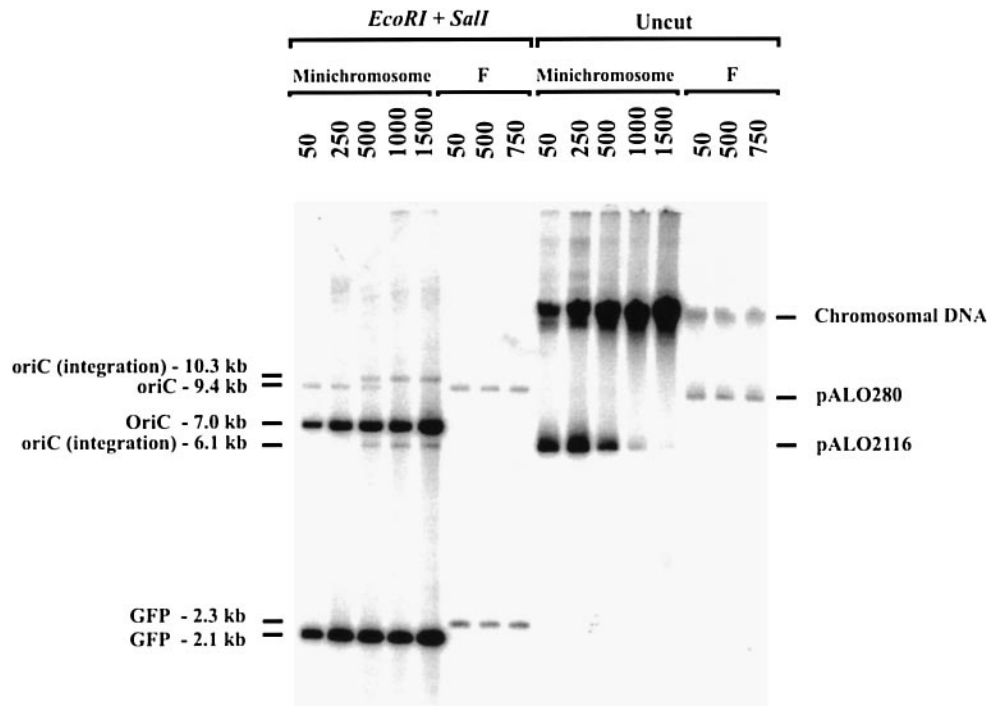 EcoRI + SalI Uncut
Minichromosome F Minichromosome F
50 250 500 1000 1500 50 500 750 50 250 500 1000 1500 50 500 750
oriC (integration) - 10.3 kb
oriC - 9.4 kb
OriC - 7.0 kb
oriC (integration) - 6.1 kb
GFP - 2.3 kb
GFP - 2.1 kb
Chromosomal DNA
pALO280
pALO2116